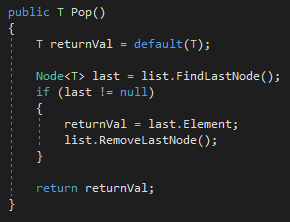 public T Pop()
{
    T returnVal = default(T);

    Node<T> last = list.FindLastNode();
    if (last != null)
    {
        returnVal = last.Element;
        list.RemoveLastNode();
    }

    return returnVal;
}